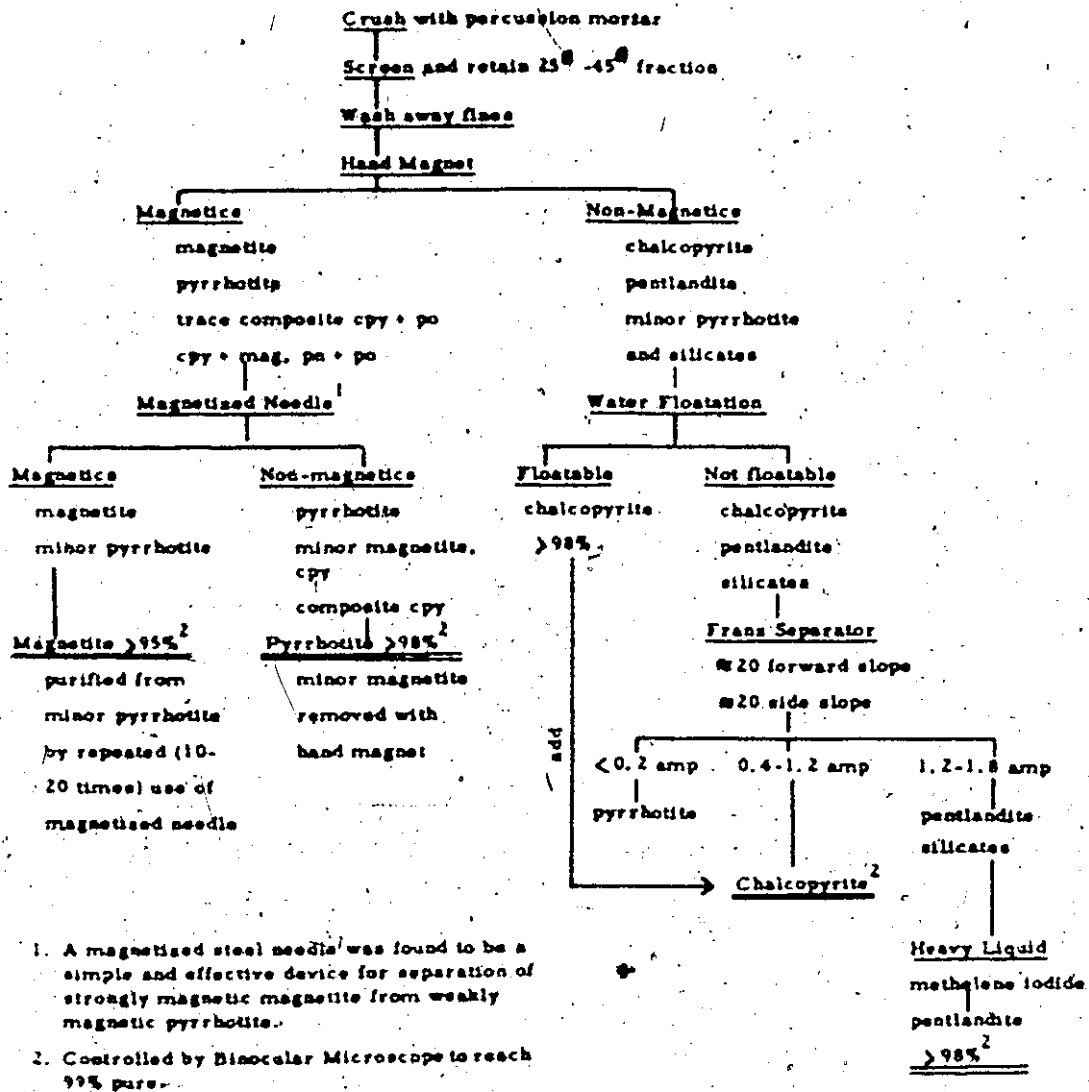 Crush with percussion mortar
Screen and retain 25# -45# fraction
Wash away fines
Hand Magnet
Magnetics
magnetite
pyrrhotite
trace composite cpy + po
cpy + mag, pn + po
Magnetized Needle 1
Non-Magnetics
chalcopyrite
pentlandite
minor pyrrhotite
and silicates
Water Floatation
Magnetics
magnetite
minor pyrrhotite
Magnetite >95% 2
purified from
minor pyrrhotite
by repeated (10-
20 times) use of
magnetized needle
Non-magnetics
pyrrhotite
minor magnetite,
cpy
composite cpy
Pyrrhotite >98% 2
minor magnetite
removed with
hand magnet
Floatable
chalcopyrite
>98%
add
Not floatable
chalcopyrite
pentlandite
silicates
Frans Separator
≈20 forward slope
≈20 side slope
<0.2 amp
pyrrhotite
0.4-1.2 amp
Chalcopyrite 2
1.2-1.8 amp
pentlandite
silicates
Heavy Liquid
methelene iodide
pentlandite
>98% 2
1. A magnetized steel needle was found to be a
simple and effective device for separation of
strongly magnetic magnetite from weakly
magnetic pyrrhotite.
2. Controlled by Binocular Microscope to reach
99% pure.